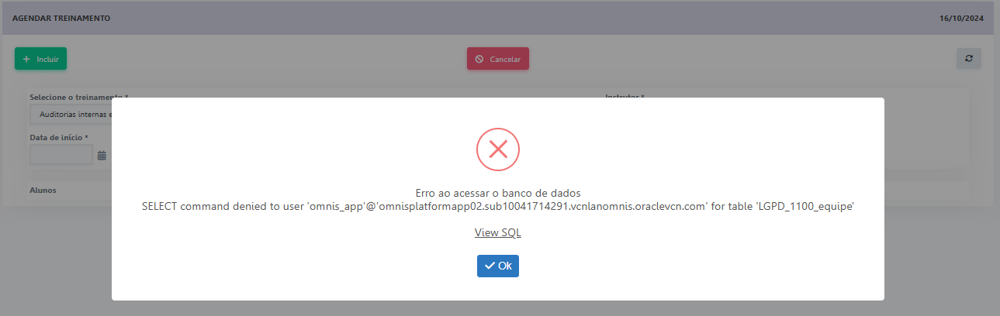 AGENDAR TREINAMENTO
16/10/2024
Incluir
Cancelar
Selecione o treinamento *
Instrutor *
Auditorias internas e
Data de início *
Alunos
Erro ao acessar o banco de dados
SELECT command denied to user 'omnis_app'@'omnisplatformapp02.sub10041714291.vcnlanomnis.oraclevcn.com' for table 'LGPD_1100_equipe'
View SQL
Ok